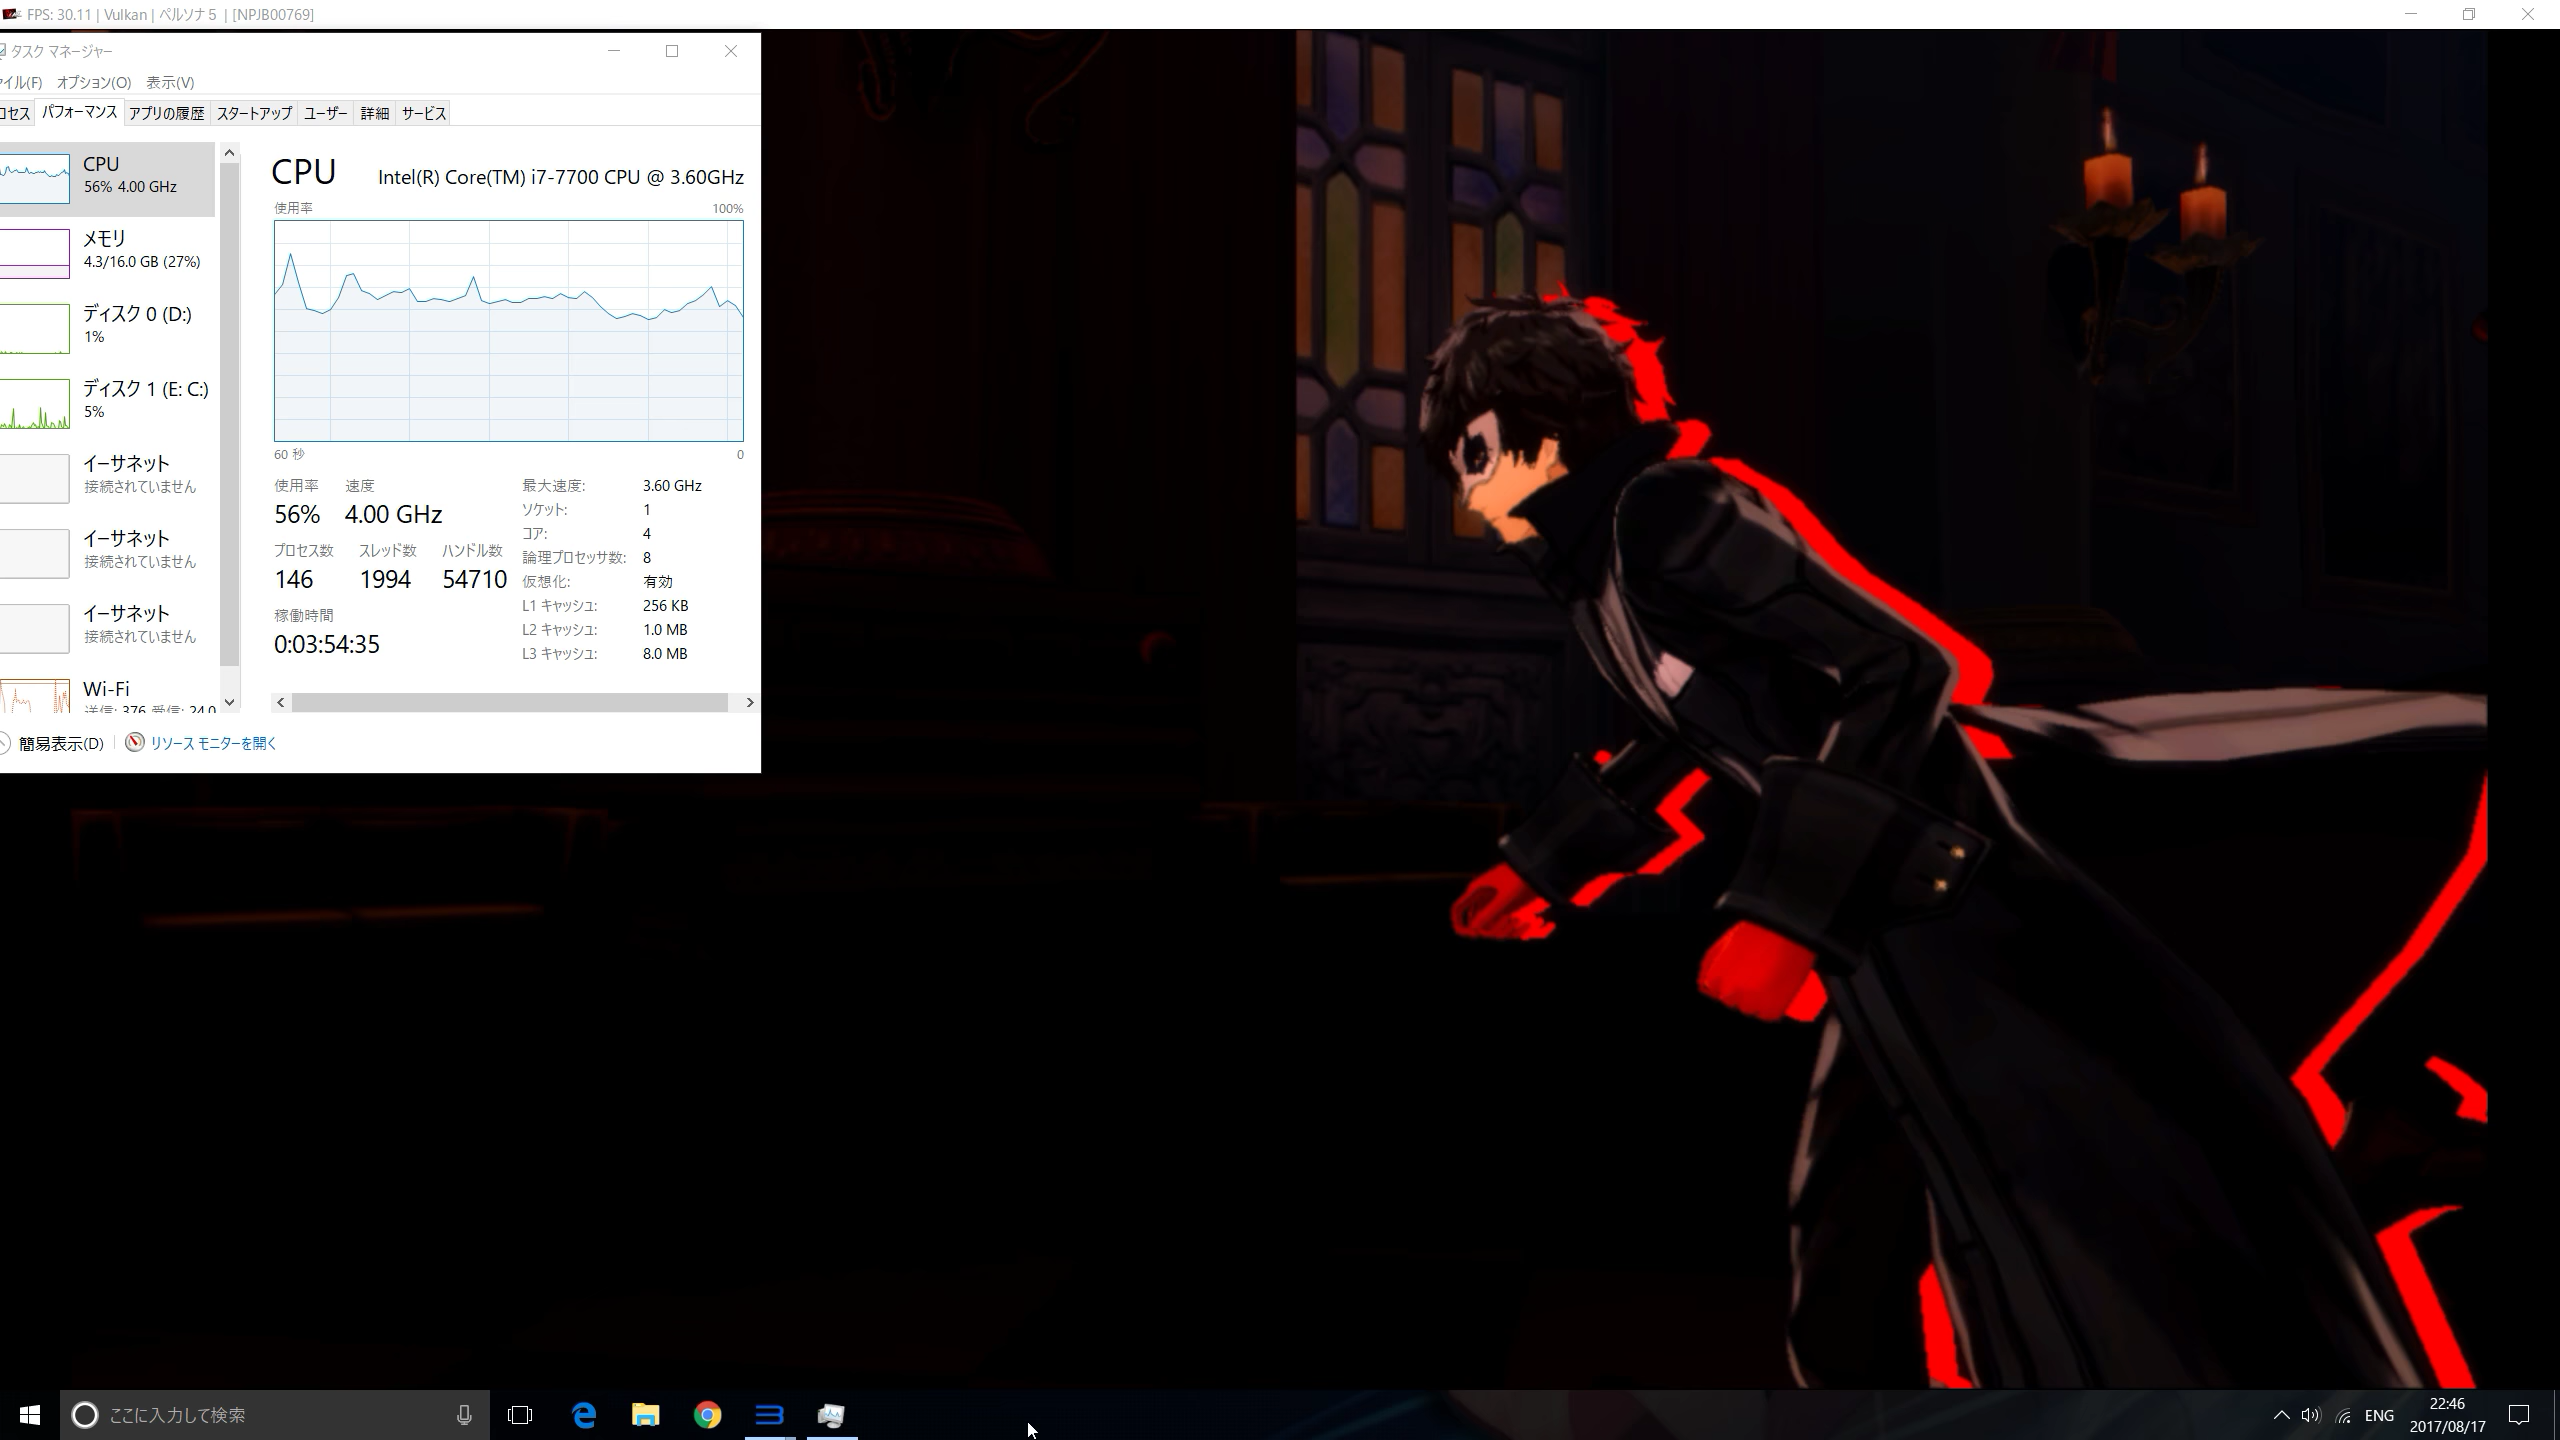 FPS: 30.11 | Vulkan | ペルソナ５ | [NPJB00769]
タスク マネージャー
イル(F) オプション(O) 表示(V)
ロセス パフォーマンス アプリの履歴 スタートアップ ユーザー 詳細 サービス
CPU
56% 4.00 GHz
メモリ
4.3/16.0 GB (27%)
ディスク 0 (D:)
1%
ディスク 1 (E: C:)
5%
イーサネット
接続されていません
イーサネット
接続されていません
イーサネット
接続されていません
Wi-Fi
送信: 376 受信: 24.0
CPU Intel(R) Core(TM) i7-7700 CPU @ 3.60GHz
使用率 100%
60 秒 0
使用率 速度
56% 4.00 GHz
プロセス数 スレッド数 ハンドル数
146 1994 54710
稼働時間
0:03:54:35
最大速度: 3.60 GHz
ソケット: 1
コア: 4
論理プロセッサ数: 8
仮想化: 有効
L1 キャッシュ: 256 KB
L2 キャッシュ: 1.0 MB
L3 キャッシュ: 8.0 MB
簡易表示(D) リソース モニターを開く
ここに入力して検索
ENG
22:46
2017/08/17